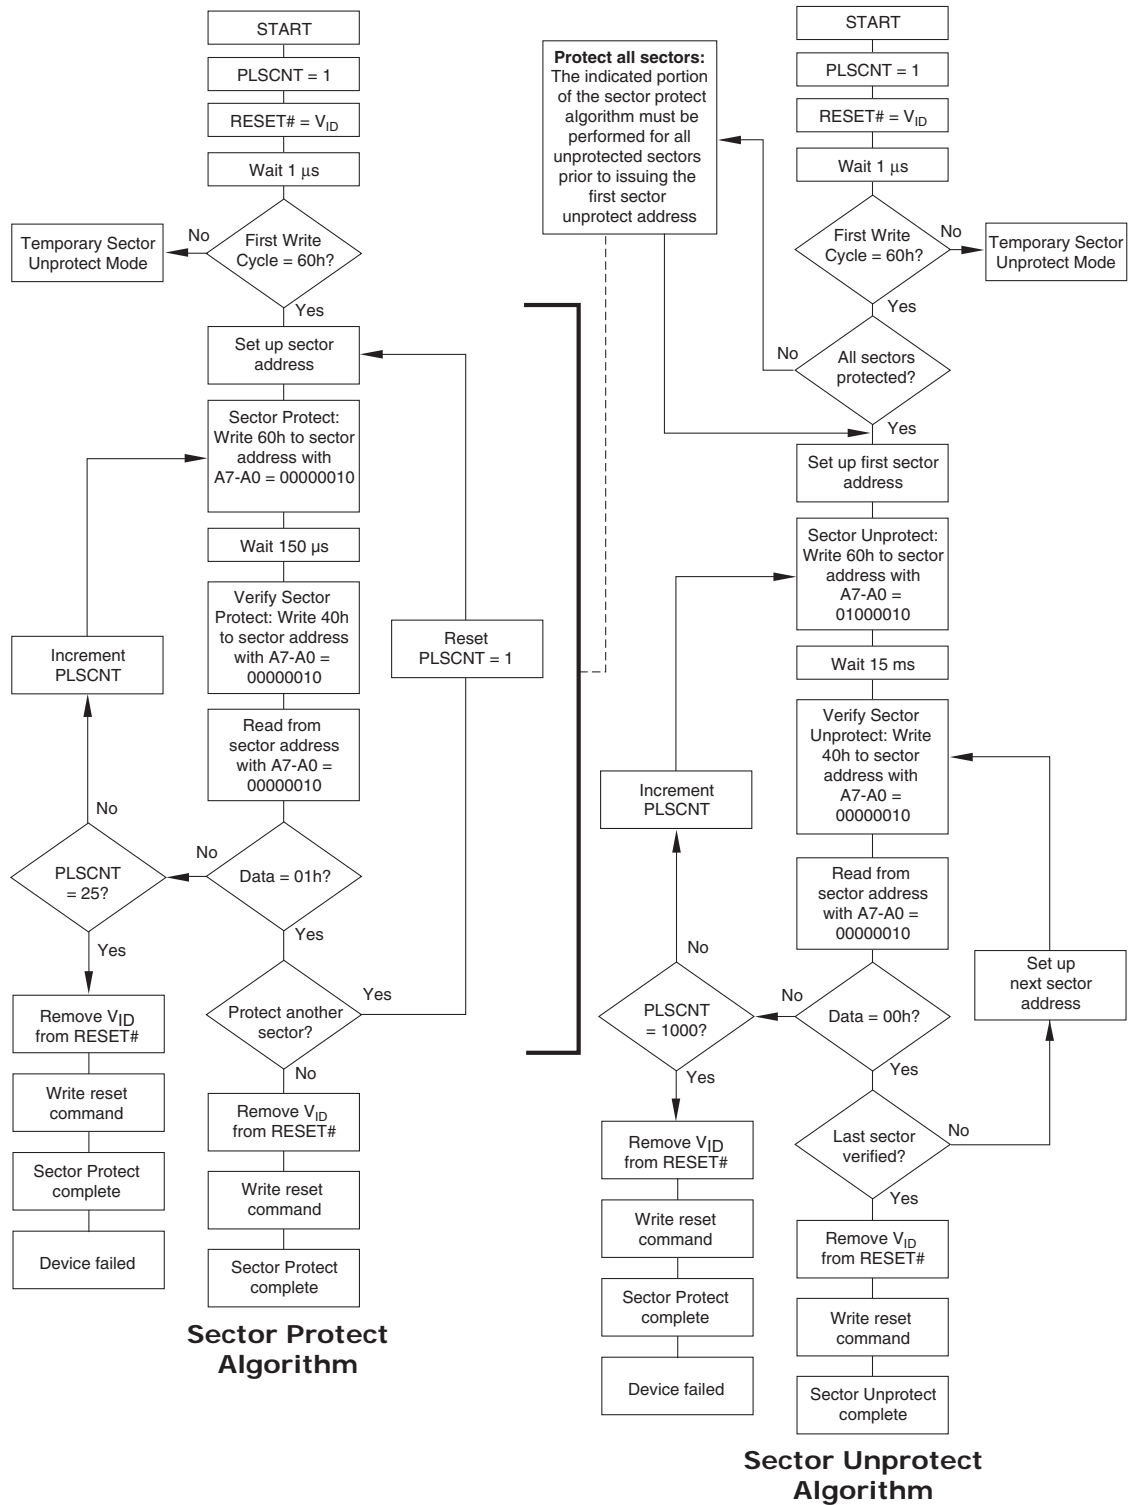 START
PLSCNT = 1
RESET# = VID
Wait 1 μs
First Write
Cycle = 60h?
No
Temporary Sector
Unprotect Mode
Yes
Set up sector
address
Sector Protect:
Write 60h to sector
address with
A7-A0 = 00000010
Wait 150 µs
Verify Sector
Protect: Write 40h
to sector address
with A7-A0 =
00000010
Read from
sector address
with A7-A0 =
00000010
Data = 01h?
No
PLSCNT
= 25?
No
Increment
PLSCNT
Yes
Remove VID
from RESET#
Write reset
command
Sector Protect
complete
Device failed
Yes
Protect another
sector?
Yes
Reset
PLSCNT = 1
No
Remove VID
from RESET#
Write reset
command
Sector Protect
complete
Sector Protect
Algorithm
Protect all sectors:
The indicated portion
of the sector protect
algorithm must be
performed for all
unprotected sectors
prior to issuing the
first sector
unprotect address
START
PLSCNT = 1
RESET# = VID
Wait 1 μs
First Write
Cycle = 60h?
No
Temporary Sector
Unprotect Mode
Yes
All sectors
protected?
No
Yes
Set up first sector
address
Sector Unprotect:
Write 60h to sector
address with
A7-A0 =
01000010
Wait 15 ms
Verify Sector
Unprotect: Write
40h to sector
address with
A7-A0 =
00000010
Read from
sector address
with A7-A0 =
00000010
Data = 00h?
No
PLSCNT
= 1000?
No
Increment
PLSCNT
Yes
Remove VID
from RESET#
Write reset
command
Sector Protect
complete
Device failed
Yes
Last sector
verified?
No
Set up
next sector
address
Yes
Remove VID
from RESET#
Write reset
command
Sector Unprotect
complete
Sector Unprotect
Algorithm